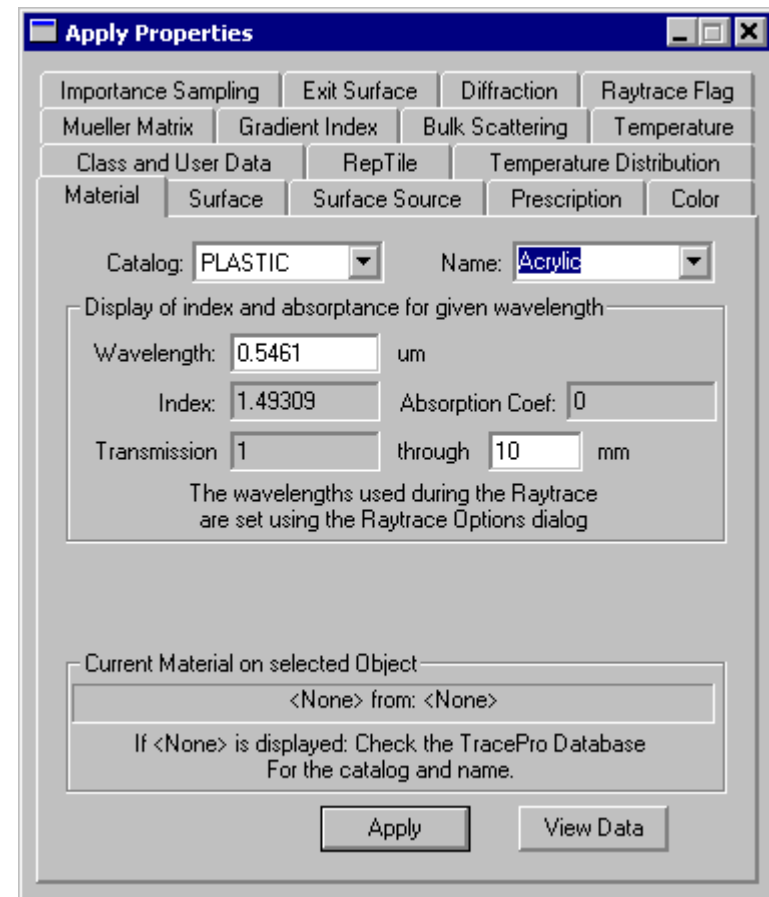 Apply Properties
Importance Sampling Exit Surface Diffraction Raytrace Flag
Mueller Matrix Gradient Index Bulk Scattering Temperature
Class and User Data RepTile Temperature Distribution
Material Surface Surface Source Prescription Color
Catalog: PLASTIC Name: Acrylic
Display of index and absorptance for given wavelength
Wavelength: 0.5461 um
Index: 1.49309 Absorption Coef: 0
Transmission 1 through 10 mm
The wavelengths used during the Raytrace
are set using the Raytrace Options dialog
Current Material on selected Object
<None> from: <None>
If <None> is displayed: Check the TracePro Database
For the catalog and name.
Apply View Data